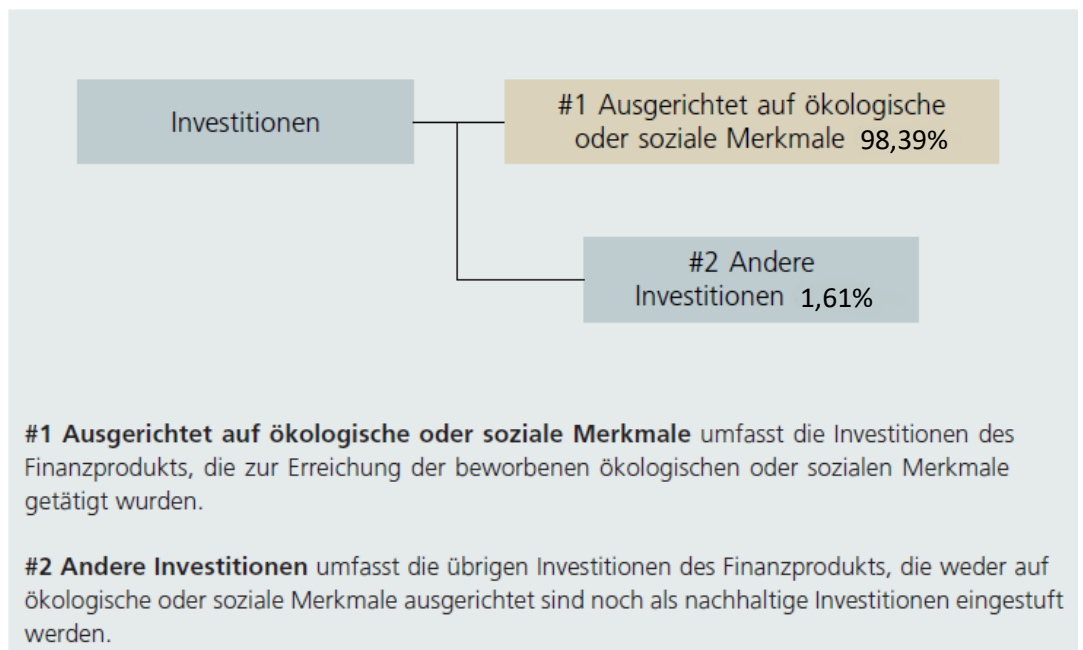 Investitionen
#1 Ausgerichtet auf ökologische
oder soziale Merkmale 98,39%
#2 Andere
Investitionen 1,61%
#1 Ausgerichtet auf ökologische oder soziale Merkmale umfasst die Investitionen des
Finanzprodukts, die zur Erreichung der beworbenen ökologischen oder sozialen Merkmale
getätigt wurden.
#2 Andere Investitionen umfasst die übrigen Investitionen des Finanzprodukts, die weder auf
ökologische oder soziale Merkmale ausgerichtet sind noch als nachhaltige Investitionen eingestuft
werden.